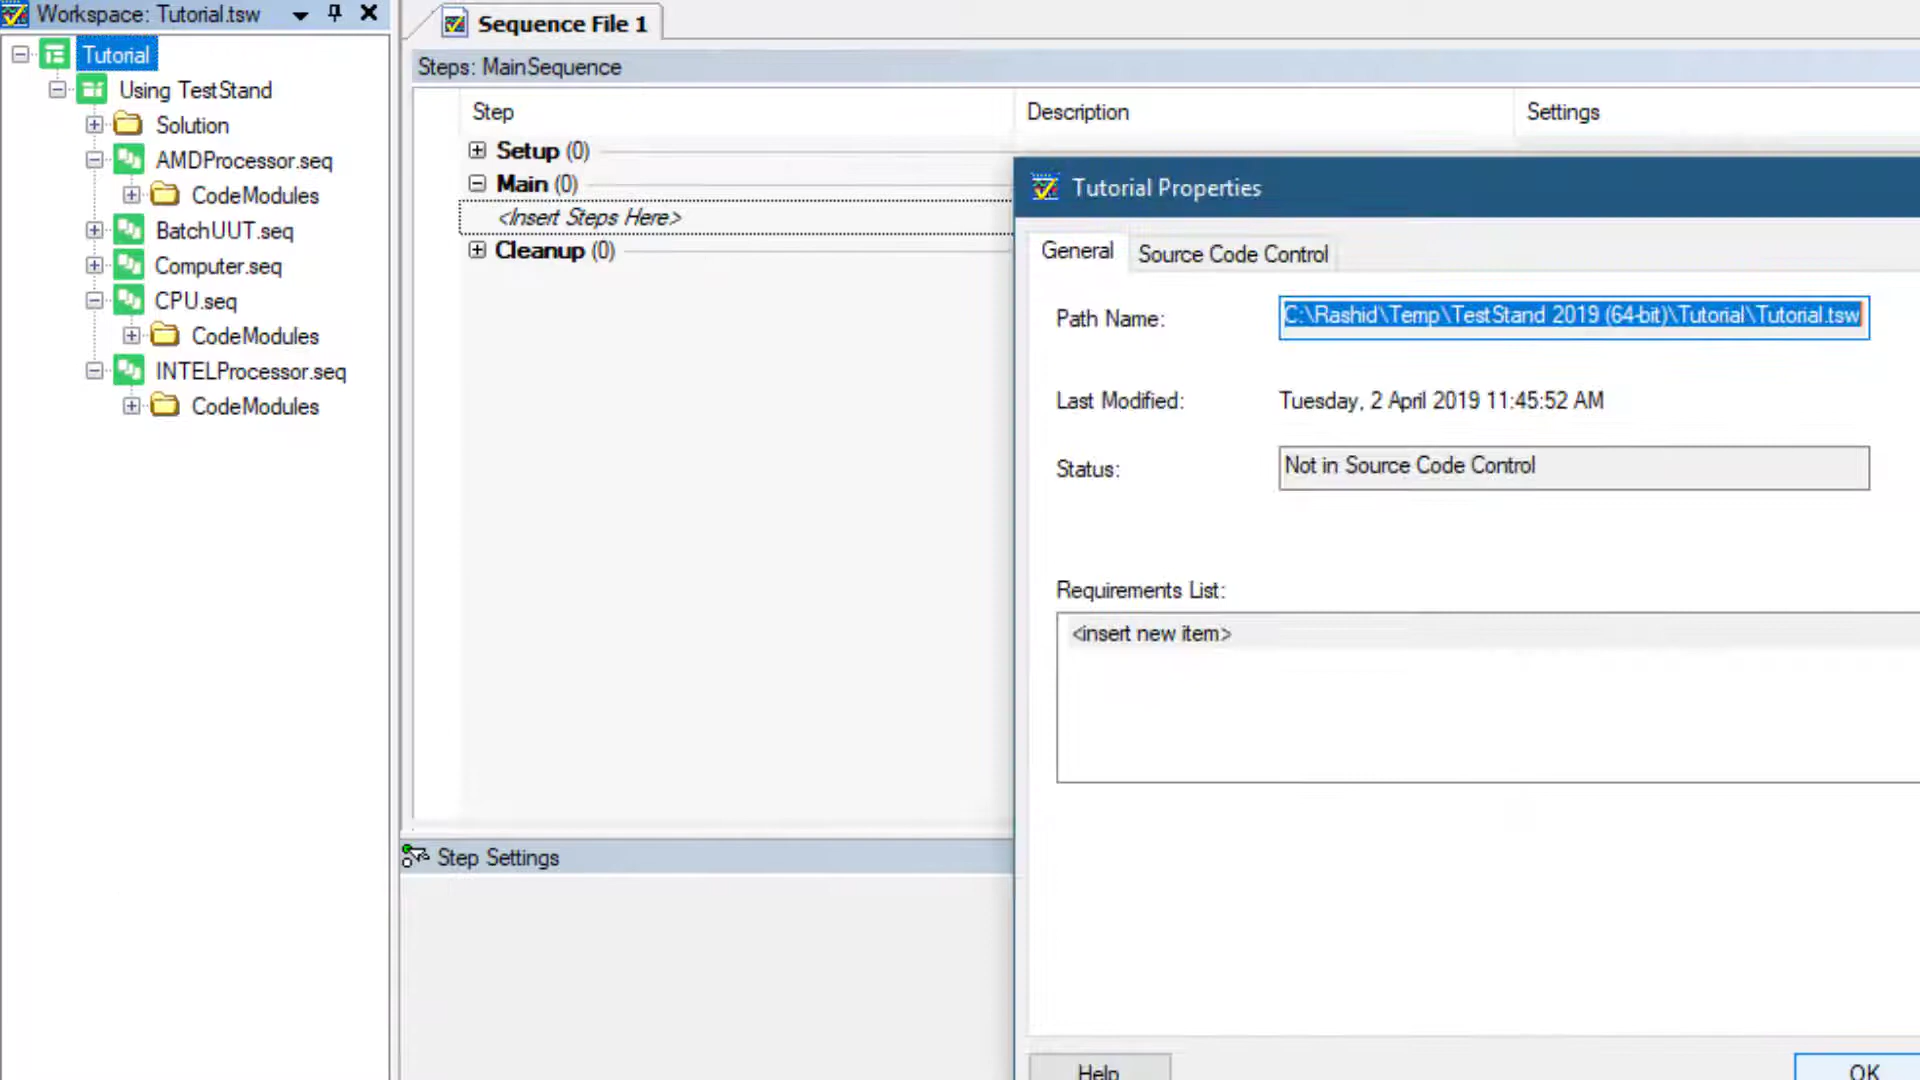 Workspace: Tutorial.tsw
Tutorial
Using TestStand
Solution
AMDProcessor.seq
CodeModules
BatchUUT.seq
Computer.seq
CPU.seq
CodeModules
INTELProcessor.seq
CodeModules
Sequence File 1
Steps: MainSequence
Step Description Settings
Setup (0)
Main (0)
<Insert Steps Here>
Cleanup (0)
Step Settings
Tutorial Properties
General Source Code Control
Path Name: C:\Rashid\Temp\TestStand 2019 (64-bit)\Tutorial\Tutorial.tsw
Last Modified: Tuesday, 2 April 2019 11:45:52 AM
Status: Not in Source Code Control
Requirements List:
<insert new item>
Help OK